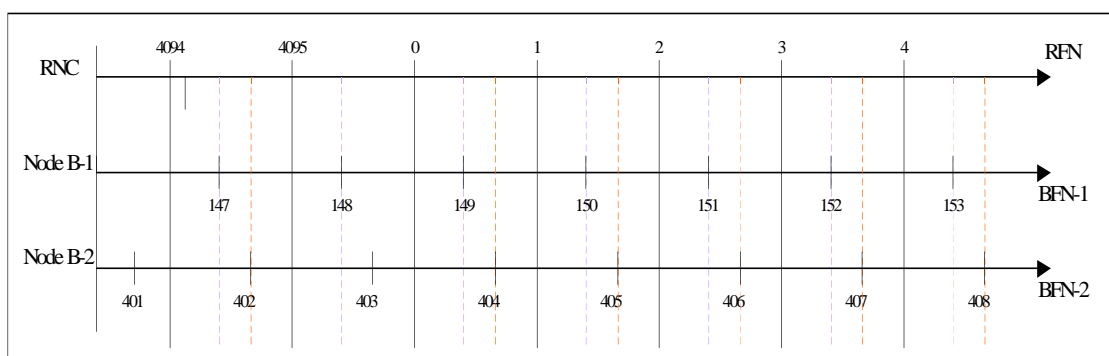 4094 4095 0 1 2 3 4 RFN
RNC
Node B-1
147 148 149 150 151 152 153 BFN-1
Node B-2
401 402 403 404 405 406 407 408 BFN-2